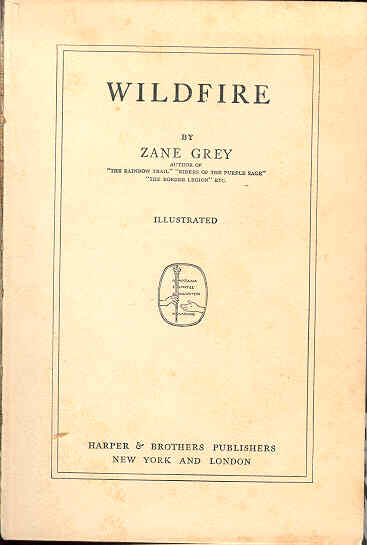 WILDFIRE
BY
ZANE GREY
AUTHOR OF
"THE RAINBOW TRAIL" "RIDERS OF THE PURPLE SAGE"
"THE BORDER LEGION" ETC.
ILLUSTRATED
HARPER & BROTHERS PUBLISHERS
NEW YORK AND LONDON